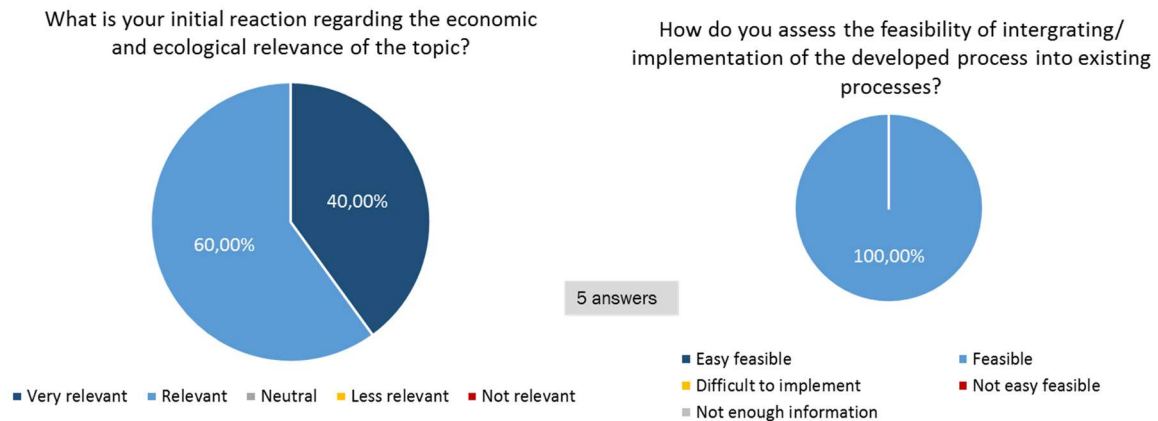 What is your initial reaction regarding the economic
and ecological relevance of the topic?
40,00%
60,00%
Very relevant
Relevant
Neutral
Less relevant
Not relevant
5 answers
How do you assess the feasibility of intergrating/
implementation of the developed process into existing
processes?
100,00%
Easy feasible
Feasible
Difficult to implement
Not easy feasible
Not enough information